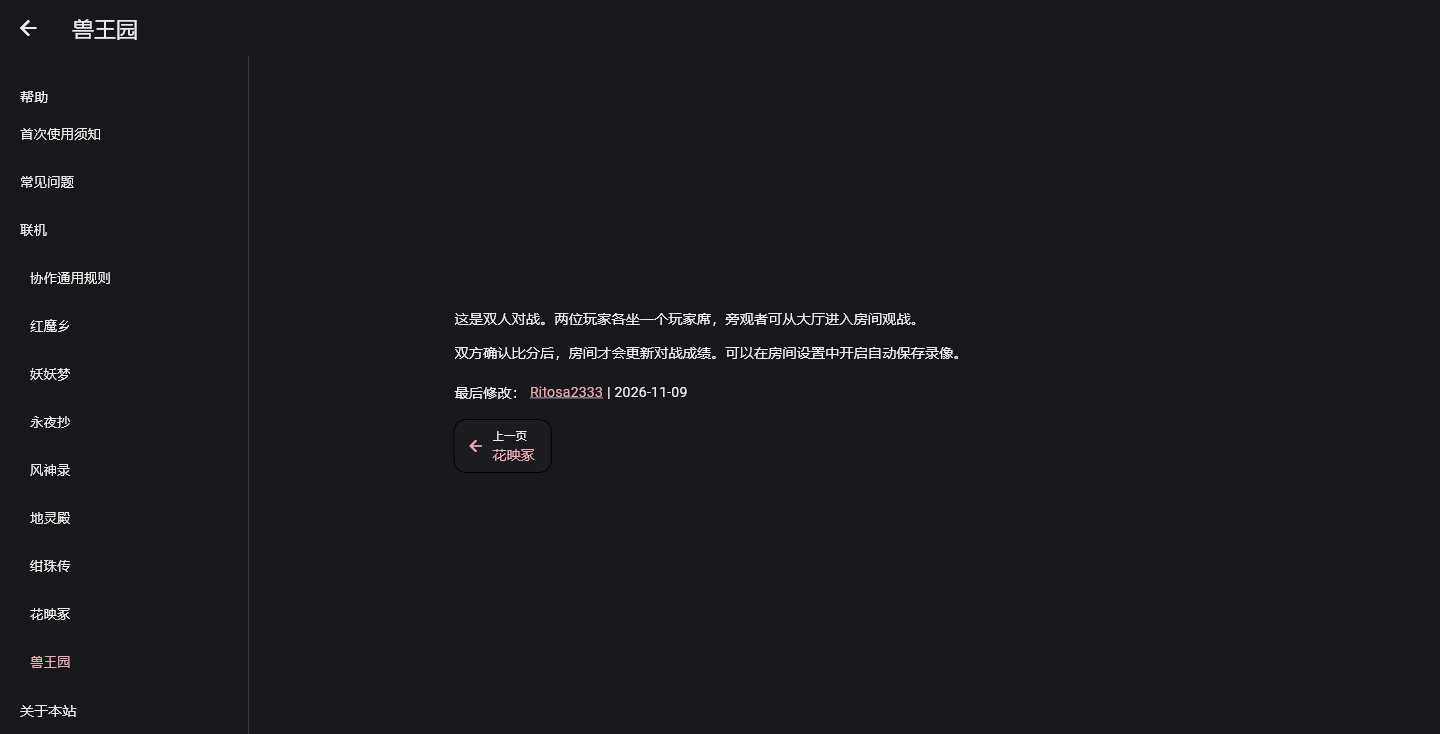 兽王园
帮助
首次使用须知
常见问题
联机
协作通用规则
红魔乡
妖妖梦
永夜抄
风神录
地灵殿
绀珠传
花映冢
兽王园
关于本站
这是双人对战。两位玩家各坐一个玩家席，旁观者可从大厅进入房间观战。
双方确认比分后，房间才会更新对战成绩。可以在房间设置中开启自动保存录像。
最后修改： Ritosa2333 | 2026-11-09
上一页
花映冢